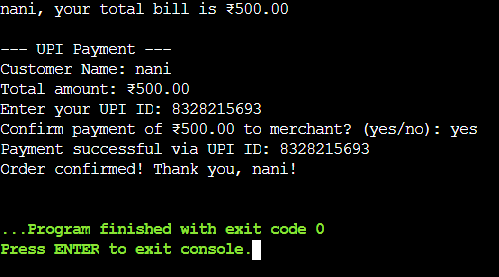 nani, your total bill is ₹500.00
--- UPI Payment ---
Customer Name: nani
Total amount: ₹500.00
Enter your UPI ID: 8328215693
Confirm payment of ₹500.00 to merchant? (yes/no): yes
Payment successful via UPI ID: 8328215693
Order confirmed! Thank you, nani!
...Program finished with exit code 0
Press ENTER to exit console.